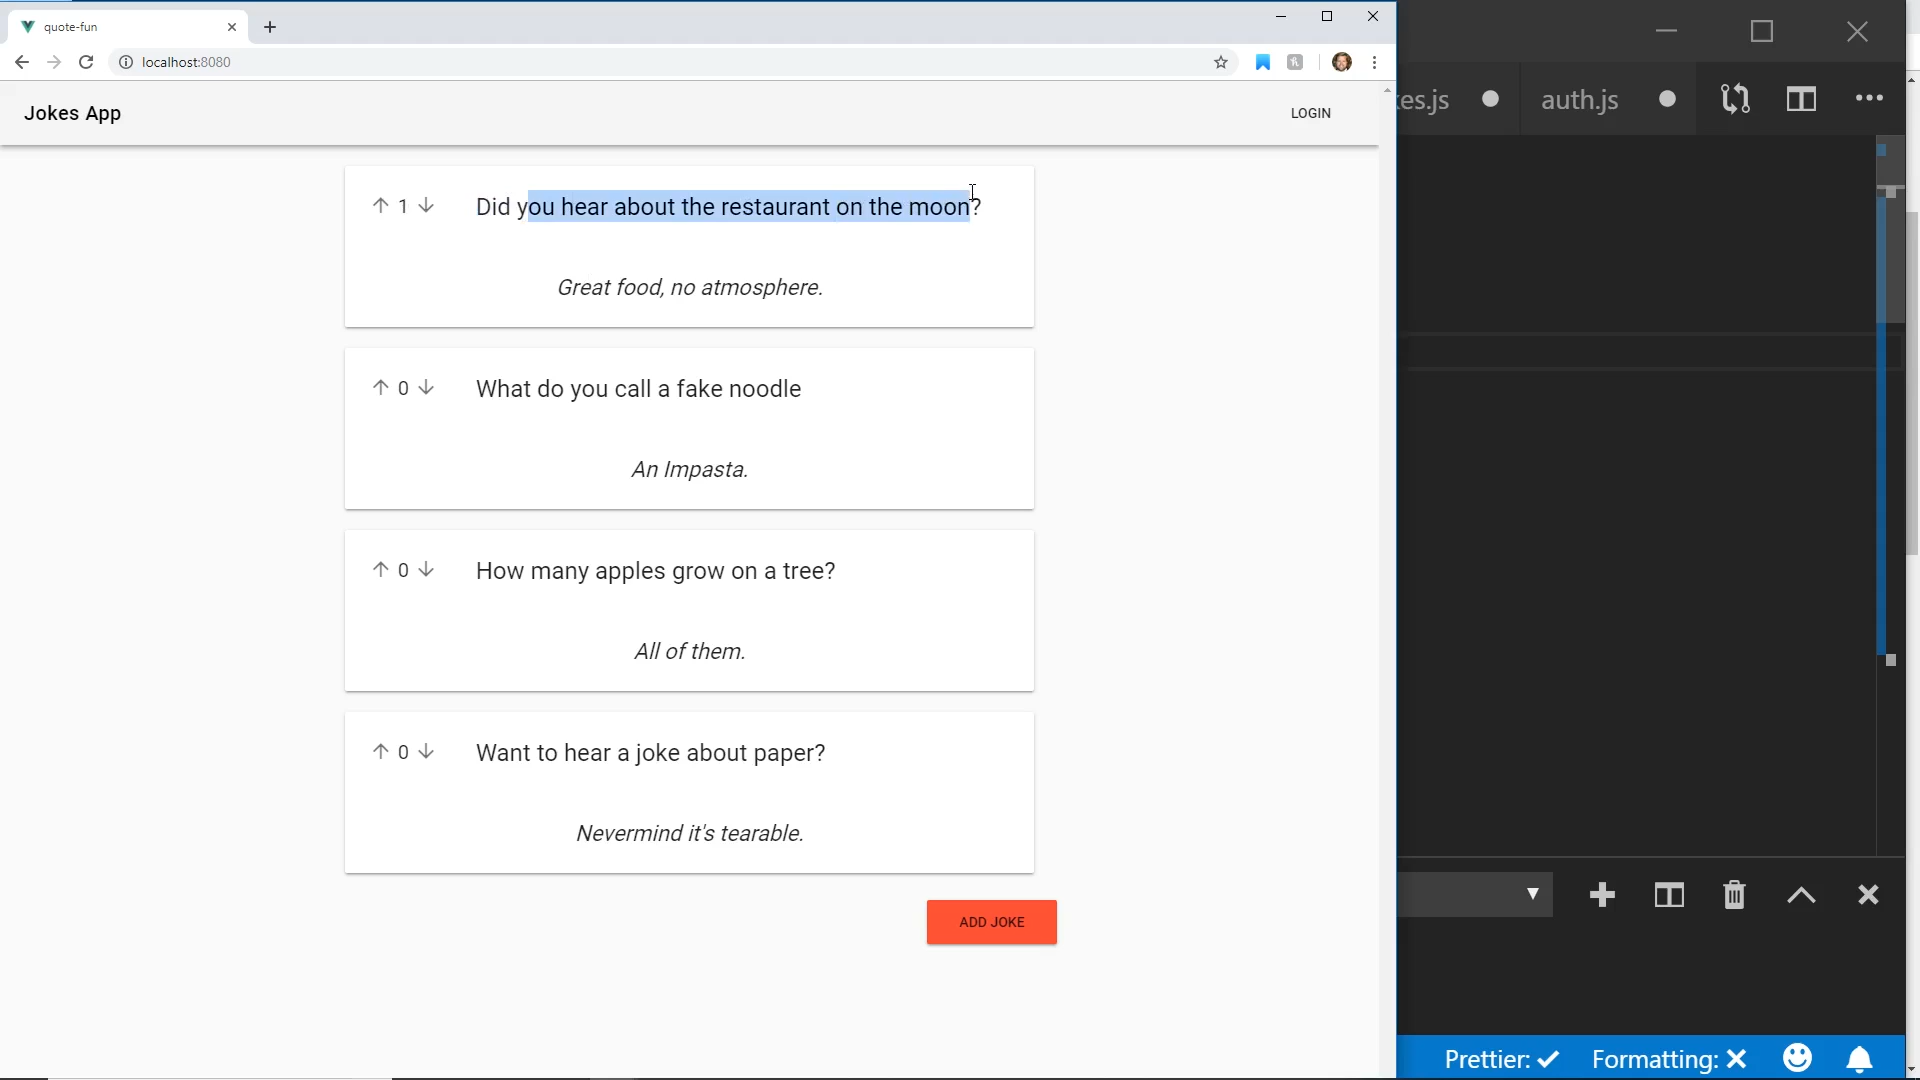 quote-fun
localhost:8080
Jokes App
LOGIN
1
Did you hear about the restaurant on the moon?
Great food, no atmosphere.
0
What do you call a fake noodle
An Impasta.
0
How many apples grow on a tree?
All of them.
0
Want to hear a joke about paper?
Nevermind it's tearable.
ADD JOKE
es.js
auth.js
Prettier: ✓
Formatting: ✕